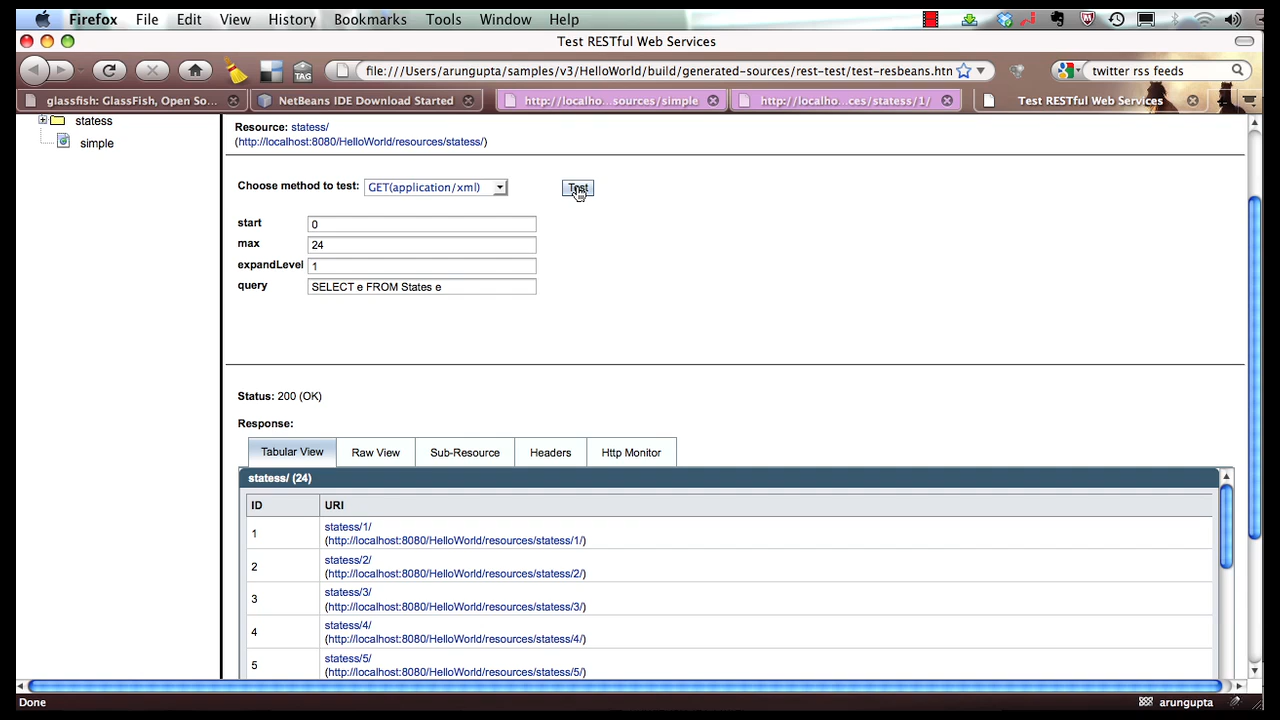 Firefox File Edit View History Bookmarks Tools Window Help
Test RESTful Web Services
TAG
file:///Users/arungupta/samples/v3/HelloWorld/build/generated-sources/rest-test/test-resbeans.htn
twitter rss feeds
glassfish: GlassFish, Open So...
NetBeans IDE Download Started
http://localho...sources/simple
http://localho...ces/statess/1/
Test RESTful Web Services
statess
simple
Resource: statess/
(http://localhost:8080/HelloWorld/resources/statess/)
Choose method to test: GET(application/xml) Test
start 0
max 24
expandLevel 1
query SELECT e FROM States e
Status: 200 (OK)
Response:
Tabular View Raw View Sub-Resource Headers Http Monitor
statess/ (24)
ID URI
1 statess/1/
(http://localhost:8080/HelloWorld/resources/statess/1/)
2 statess/2/
(http://localhost:8080/HelloWorld/resources/statess/2/)
3 statess/3/
(http://localhost:8080/HelloWorld/resources/statess/3/)
4 statess/4/
(http://localhost:8080/HelloWorld/resources/statess/4/)
5 statess/5/
(http://localhost:8080/HelloWorld/resources/statess/5/)
Done
arungupta